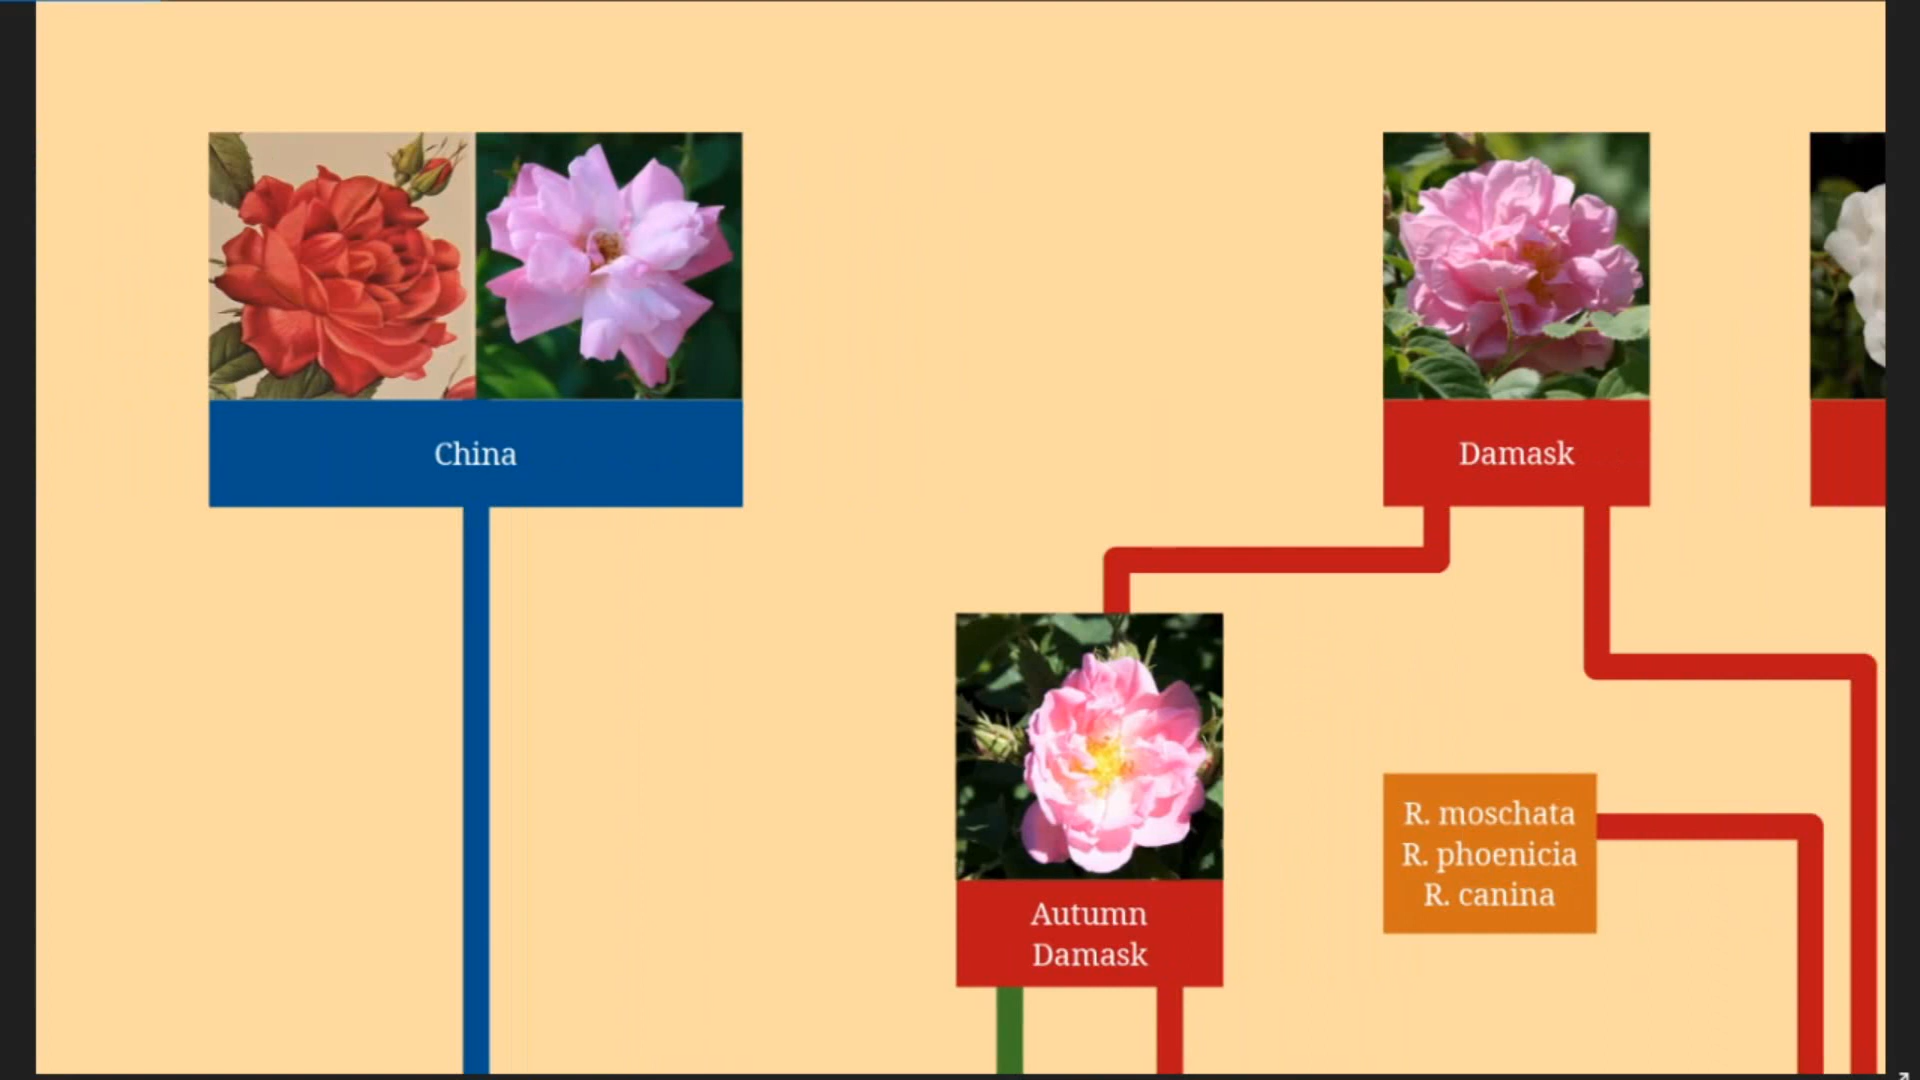 China
Damask
Autumn
Damask
R. moschata
R. phoenicia
R. canina